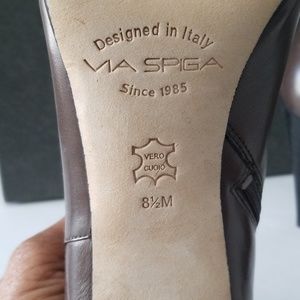 Designed in Italy
VIA SPIGA
Since 1985
VERO
CUOIO
8½M